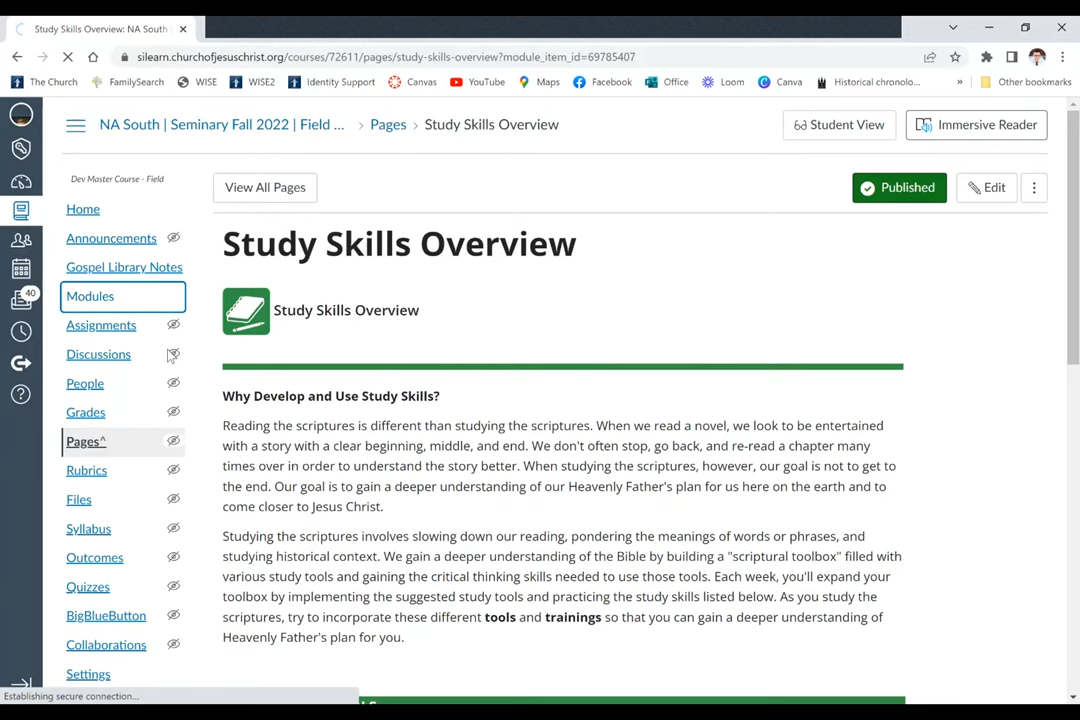 Study Skills Overview: NA South
silearn.churchofjesuschrist.org/courses/72611/pages/study-skills-overview?module_item_id=69785407
The Church
FamilySearch
WISE
WISE2
Identity Support
Canvas
YouTube
Maps
Facebook
Office
Loom
Canva
Historical chronolo...
»
Other bookmarks
NA South | Seminary Fall 2022 | Field ... › Pages › Study Skills Overview
Student View
Immersive Reader
Dev Master Course - Field
View All Pages
Published
Edit
Home
Announcements
Gospel Library Notes
Modules
Assignments
Discussions
People
Grades
Pages^
Rubrics
Files
Syllabus
Outcomes
Quizzes
BigBlueButton
Collaborations
Settings
40
Study Skills Overview
Study Skills Overview
Why Develop and Use Study Skills?
Reading the scriptures is different than studying the scriptures. When we read a novel, we look to be entertained
with a story with a clear beginning, middle, and end. We don't often stop, go back, and re-read a chapter many
times over in order to understand the story better. When studying the scriptures, however, our goal is not to get to
the end. Our goal is to gain a deeper understanding of our Heavenly Father's plan for us here on the earth and to
come closer to Jesus Christ.
Studying the scriptures involves slowing down our reading, pondering the meanings of words or phrases, and
studying historical context. We gain a deeper understanding of the Bible by building a "scriptural toolbox" filled with
various study tools and gaining the critical thinking skills needed to use those tools. Each week, you'll expand your
toolbox by implementing the suggested study tools and practicing the study skills listed below. As you study the
scriptures, try to incorporate these different tools and trainings so that you can gain a deeper understanding of
Heavenly Father's plan for you.
Establishing secure connection...